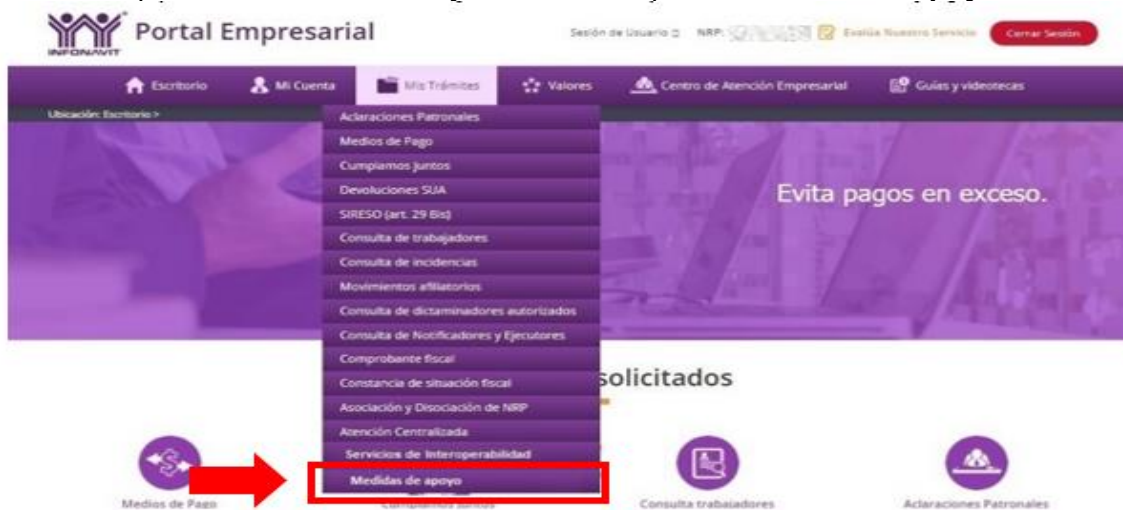 INFONAVIT
Portal Empresarial
Sesión de Usuario
NRP:
Evalúa Nuestro Servicio
Cerrar Sesión
Escritorio
Mi Cuenta
Mis Trámites
Valores
Centro de Atención Empresarial
Guías y videotecas
Ubicación: Escritorio >
Aclaraciones Patronales
Medios de Pago
Cumplamos Juntos
Devoluciones SUA
SIRESO (art. 29 Bis)
Consulta de trabajadores
Consulta de incidencias
Movimientos afiliatorios
Consulta de dictaminadores autorizados
Consulta de Notificadores y Ejecutores
Comprobante fiscal
Constancia de situación fiscal
Asociación y Disociación de NRP
Atención Centralizada
Servicios de Interoperabilidad
Medidas de apoyo
Evita pagos en exceso.
solicitados
Medios de Pago
Cumplamos Juntos
Consulta trabajadores
Aclaraciones Patronales